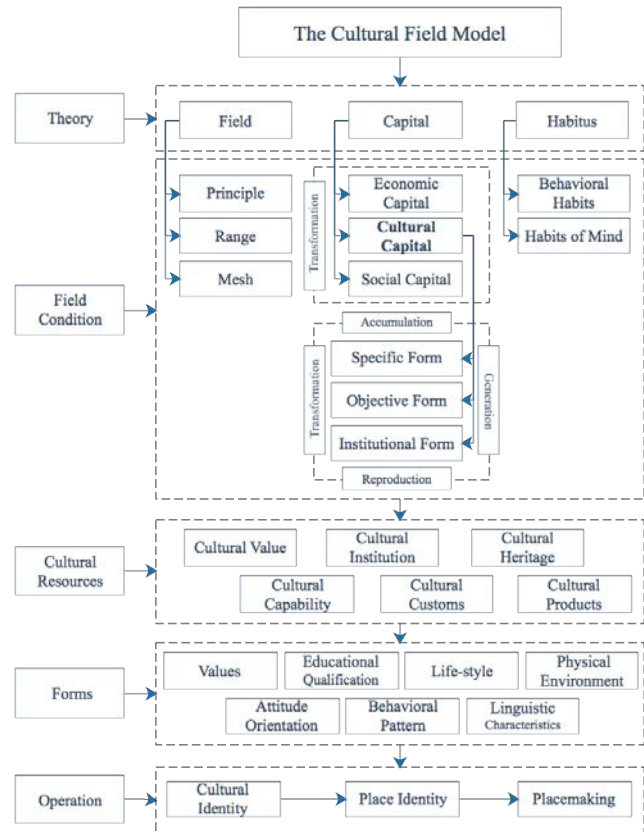 The Cultural Field Model
Theory
Field
Capital
Habitus
Field
Condition
Principle
Range
Mesh
Transformation
Economic
Capital
Cultural
Capital
Social Capital
Behavioral
Habits
Habits of Mind
Accumulation
Transformation
Specific Form
Objective Form
Institutional Form
Generation
Reproduction
Cultural
Resources
Cultural Value
Cultural
Institution
Cultural
Heritage
Cultural
Capability
Cultural
Customs
Cultural
Products
Forms
Values
Educational
Qualification
Life-style
Physical
Environment
Attitude
Orientation
Behavioral
Pattern
Linguistic
Characteristics
Operation
Cultural
Identity
Place Identity
Placemaking